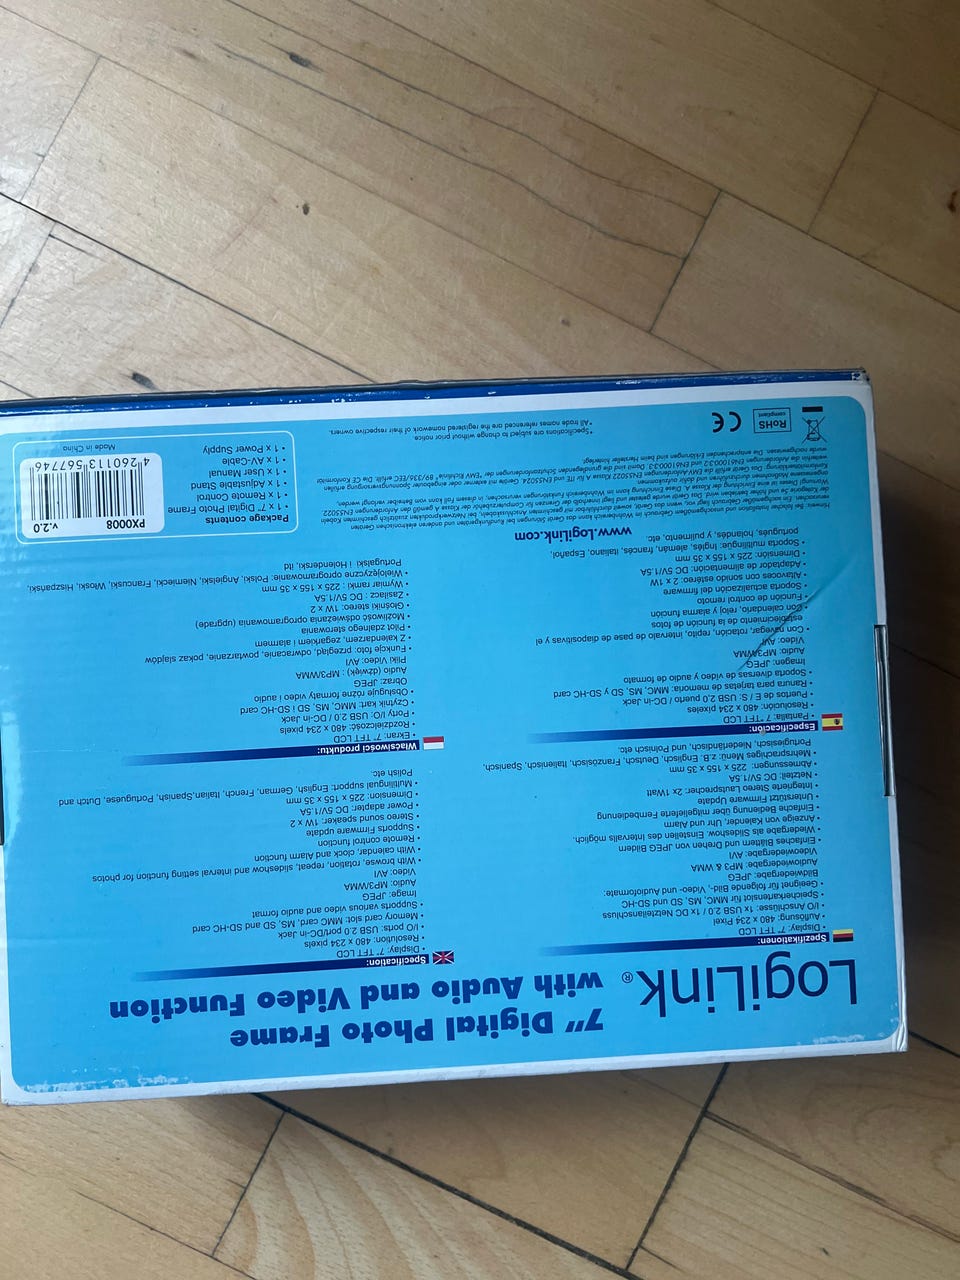 LogiLink®
7" Digital Photo Frame
with Audio and Video Function
Spezifikationen:
• Display: 7" TFT LCD
• Auflösung: 480 x 234 Pixel
• I/O Anschlüsse: 1x USB 2.0 / 1x DC Netzteilanschluss
• Speicherkartenslot für MMC, MS, SD und SD-HC
• Geeignet für folgende Bild-, Video- und Audioformate:
Bildwiedergabe: JPEG
Audiowiedergabe: MP3 & WMA
Videowiedergabe: AVI
• Einfaches Blättern und Drehen von JPEG Bildern
• Wiedergabe als Slideshow. Einstellen des Intervalls möglich.
• Anzeige von Kalender, Uhr und Alarm
• Einfache Bedienung über mitgelieferte Fernbedienung
• Unterstützt Firmware Update
• Integrierte Stereo Lautsprecher: 2x 1Watt
• Netzteil: DC 5V/1.5A
• Abmessungen: 225 x 155 x 35 mm
• Mehrsprachiges Menü: z.B. Englisch, Deutsch, Französisch, Italienisch, Spanisch,
Portugiesisch, Niederländisch, und Polnisch etc.
Specification:
• Display: 7" TFT LCD
• Resolution: 480 x 234 pixels
• I/O ports: USB 2.0 port/DC-in Jack
• Memory card slot: MMC card, MS, SD and SD-HC card
• Supports various video and audio format
Image: JPEG
Audio: MP3/WMA
Video: AVI
• With browse, rotation, repeat, slideshow and interval setting function for photos
• With calendar, clock and Alarm function
• Remote control function
• Supports Firmware update
• Stereo sound speaker: 1W x 2
• Power adapter: DC 5V/1.5A
• Dimension: 225 x 155 x 35 mm
• Multilingual support: English, German, French, Italian,Spanish, Portuguese, Dutch and
Polish etc.
Especificación:
• Pantalla: 7" TFT LCD
• Resolución: 480 x 234 píxeles
• Puertos de E / S: USB 2.0 puerto / DC-in Jack
• Ranura para tarjetas de memoria: MMC, MS, SD y SD-HC card
• Soporta diversas de vídeo y audio de formato
Imagen: JPEG
Audio: MP3/WMA
Vídeo: AVI
• Con navegar, rotación, repito, intervalo de pase de diapositivas y el
establecimiento de la función de fotos
• Con calendario, reloj y alarma función
• Función de control remoto
• Soporta actualización del firmware
• Altavoces con sonido estéreo: 2 x 1W
• Adaptador de alimentación: DC 5V/1.5A
• Dimensión: 225 x 155 x 35 mm
• Soporte multilingüe: Inglés, alemán, francés, italiano, Español,
portugués, holandés, y pulimento, etc.
Właściwości produktu:
• Ekran: 7" TFT LCD
• Rozdzielczość: 480 x 234 pikseli
• Porty I/O: USB 2.0 / DC-in Jack
• Czytnik kart: MMC, MS, SD i SD-HC card
• Obsługuje różne formaty video i audio
Obraz: JPEG
Audio (dźwięk) : MP3/WMA
Pliki Video: AVI
• Funkcje foto: przegląd, odwracanie, powtarzanie, pokaz slajdów
• Z kalendarzem, zegarkiem i alarmem
• Pilot zdalnego sterowania
• Możliwość odświeżania oprogramowania (upgrade)
• Głośniki stereo: 1W x 2
• Zasilacz : DC 5V/1.5A
• Wymiar ramki : 225 x 155 x 35 mm
• Wielojęzyczne oprogramowanie: Polski, Angielski, Niemiecki, Francuski, Włoski, Hiszpański,
Portugalski i Holenderski, itd
www.LogiLink.com
Package contents
• 1 x 7" Digital Photo Frame
• 1 x Remote Control
• 1 x Adjustable Stand
• 1 x User Manual
• 1 x AV-Cable
• 1 x Power Supply
PX0008
v.2.0
4 260113 567746
Made in China
RoHS
compliant
CE
*Specifications are subject to change without prior notice.
*All trade names referenced are the registered homework of their respective owners.